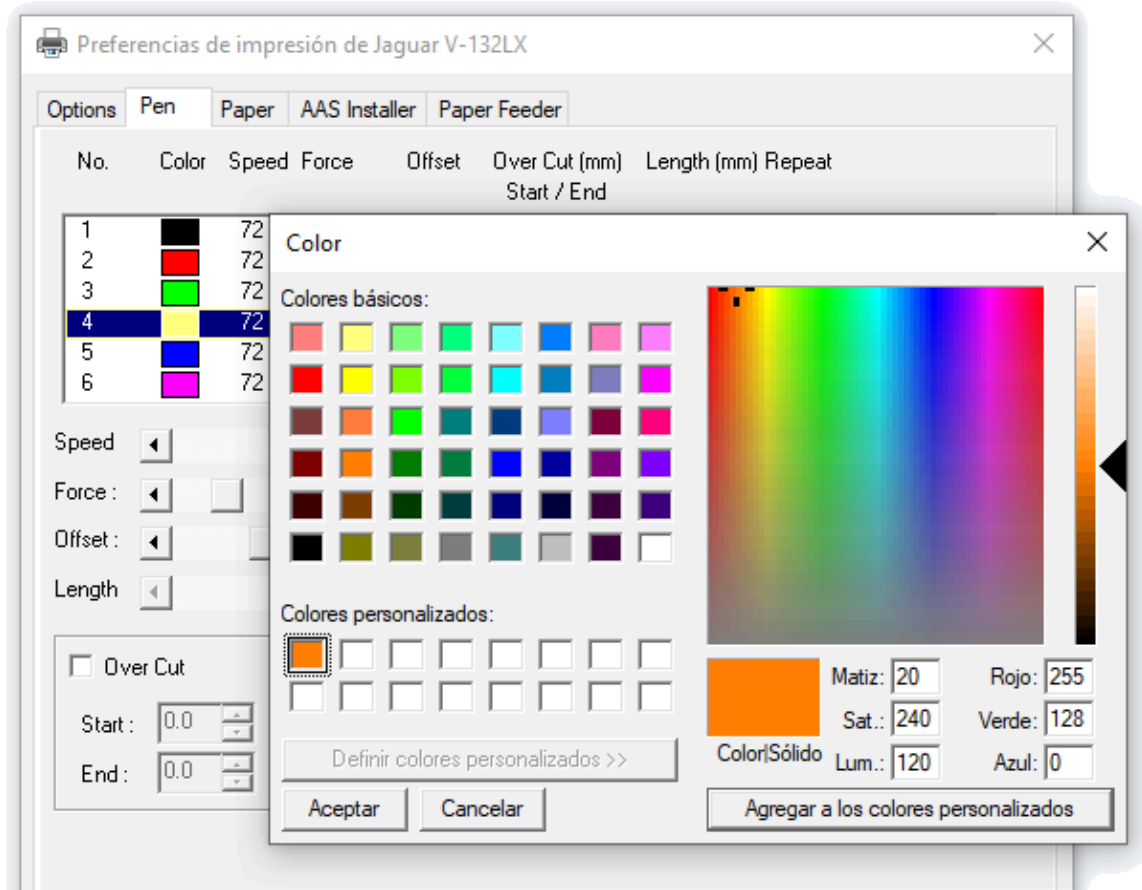 Preferencias de impresión de Jaguar V-132LX
Options Pen Paper AAS Installer Paper Feeder
No. Color Speed Force Offset Over Cut (mm) Length (mm) Repeat
Start / End
1 72
2 72
3 72
4 72
5 72
6 72
Speed
Force :
Offset :
Length
Over Cut
Start : 0.0
End : 0.0
Color
Colores básicos:
Colores personalizados:
Definir colores personalizados >>
Aceptar Cancelar
Color|Sólido
Matiz: 20 Rojo: 255
Sat.: 240 Verde: 128
Lum.: 120 Azul: 0
Agregar a los colores personalizados